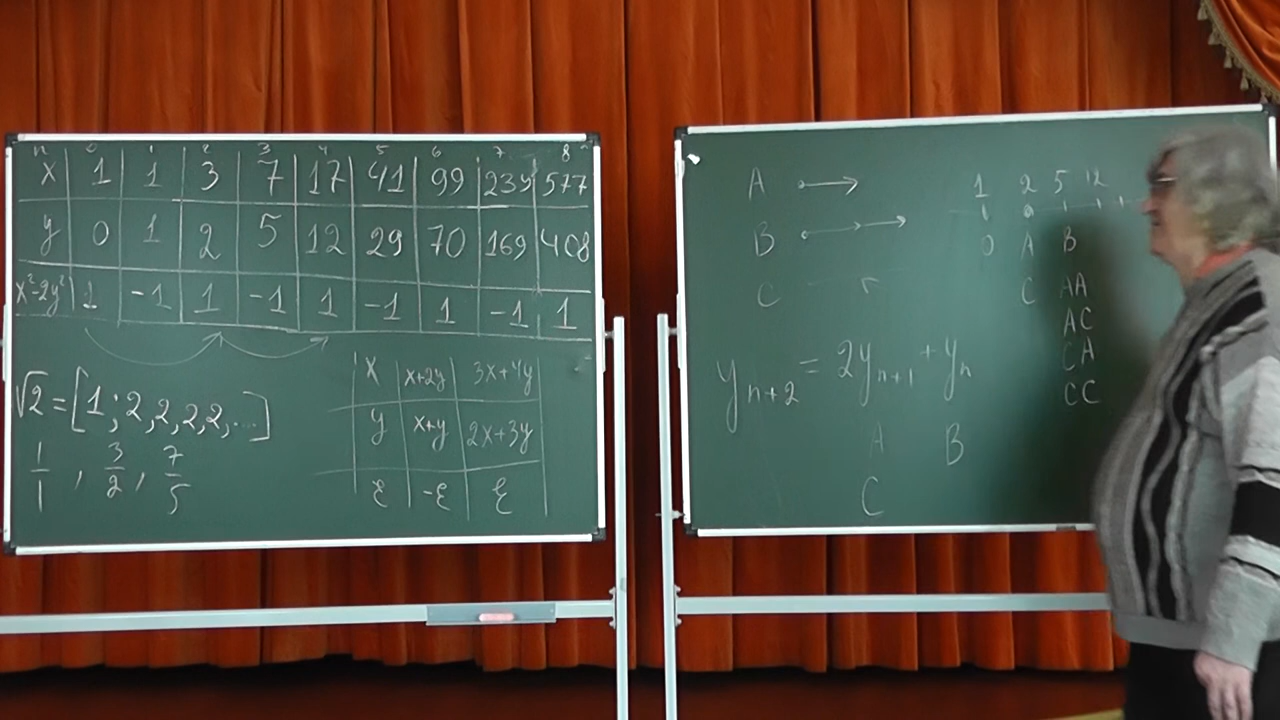 n 0 1 2 3 4 5 6 7 8
x 1 1 3 7 17 41 99 239 577
y 0 1 2 5 12 29 70 169 408
x²-2y² 1 -1 1 -1 1 -1 1 -1 1
√2 = [1; 2, 2, 2, 2, ...]
1/1, 3/2, 7/5
x x+2y 3x+4y
y x+y 2x+3y
ε -ε ε
A
B
C
1 2 5 12
0 A B
C AA
AC
CA
CC
yₙ₊₂ = 2yₙ₊₁ + yₙ
A B
C